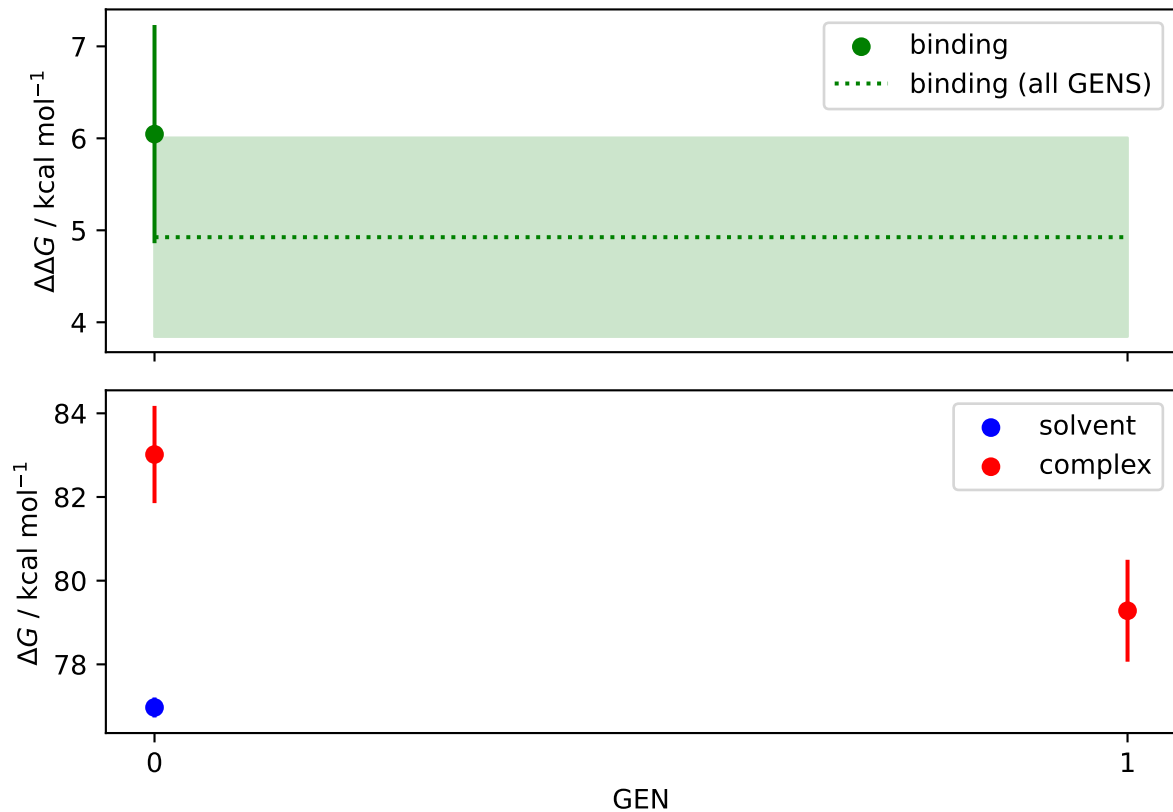 7
6
5
4
ΔΔG / kcal mol⁻¹
binding
binding (all GENS)
84
82
80
78
ΔG / kcal mol⁻¹
solvent
complex
0
1
GEN